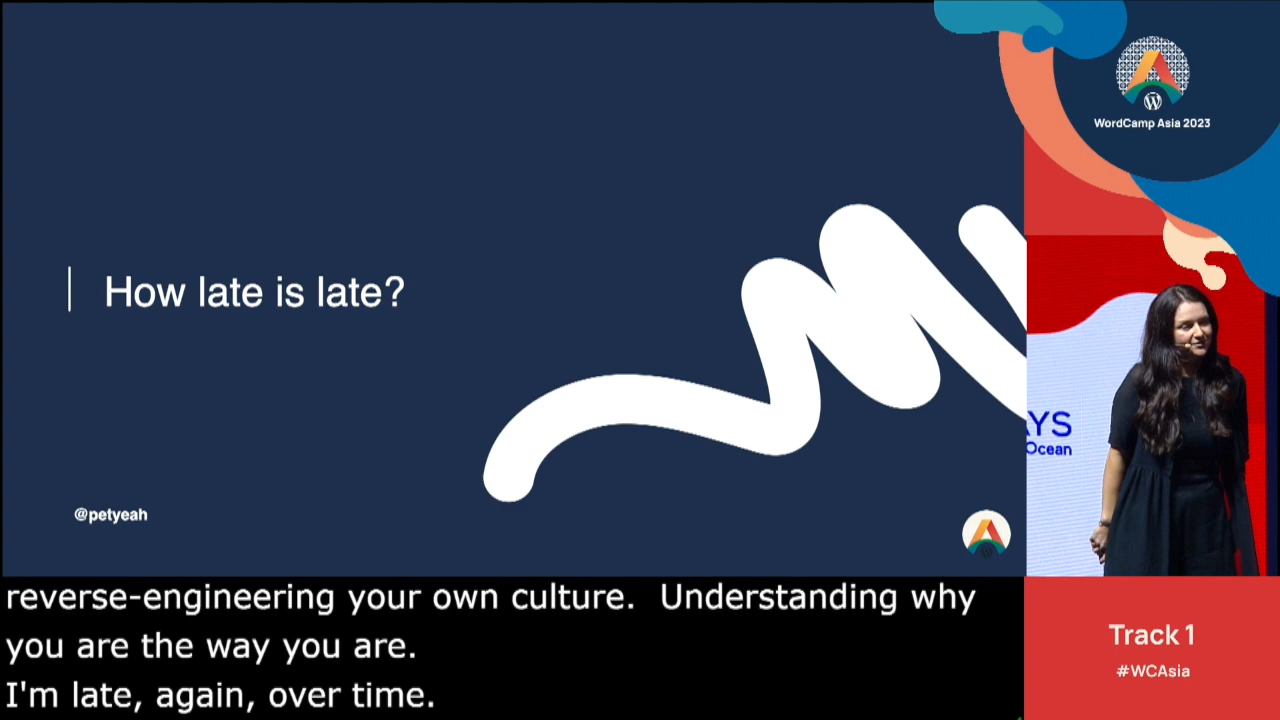 WordCamp Asia 2023
How late is late?
AYS
Ocean
@petyeah
reverse-engineering your own culture.  Understanding why
you are the way you are.
I'm late, again, over time.
Track 1
#WCAsia